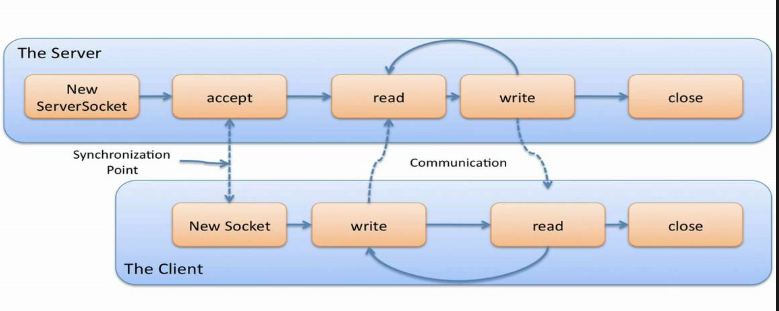 The Server
New
ServerSocket
accept
read
write
close
Synchronization
Point
Communication
New Socket
write
read
close
The Client